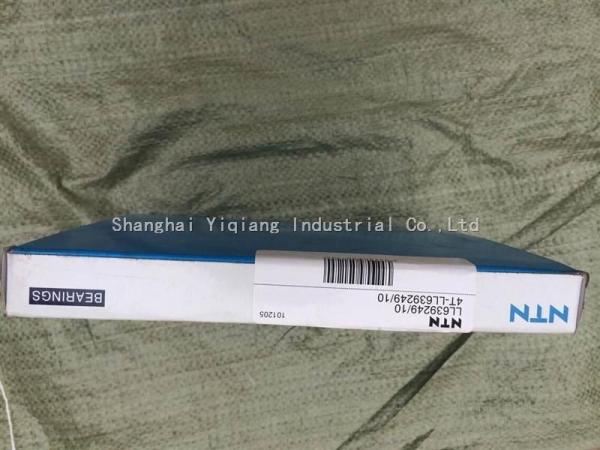 Shanghai Yiqiang Industrial Co.,Ltd
NTN
NTN
LL639249/10
4T-LL639249/10
101205
BEARINGS